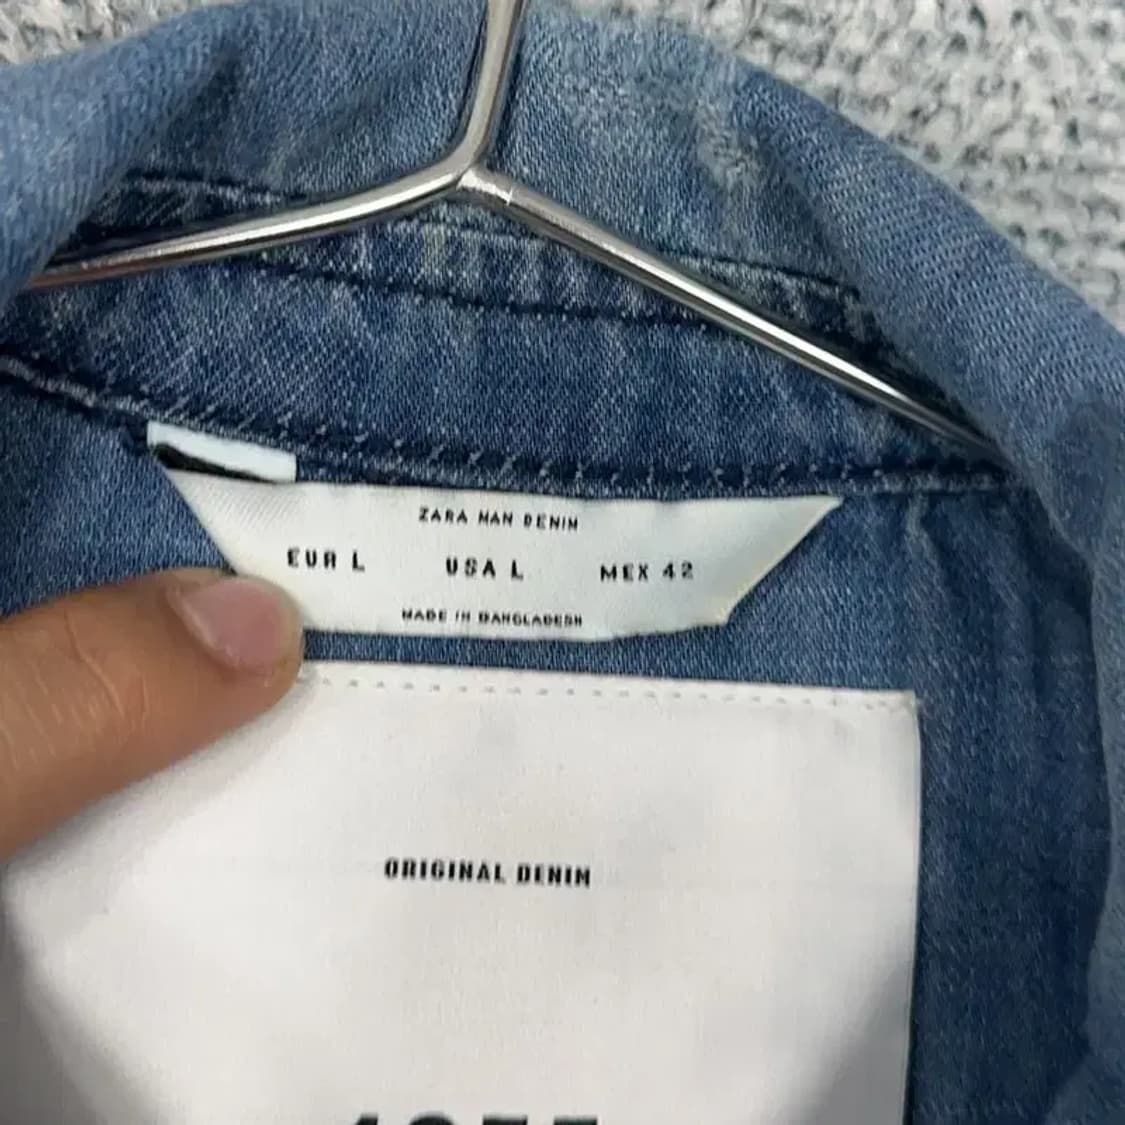 ZARA MAN DENIM
EUR L USA L MEX 42
MADE IN BANGLADESH
ORIGINAL DENIM